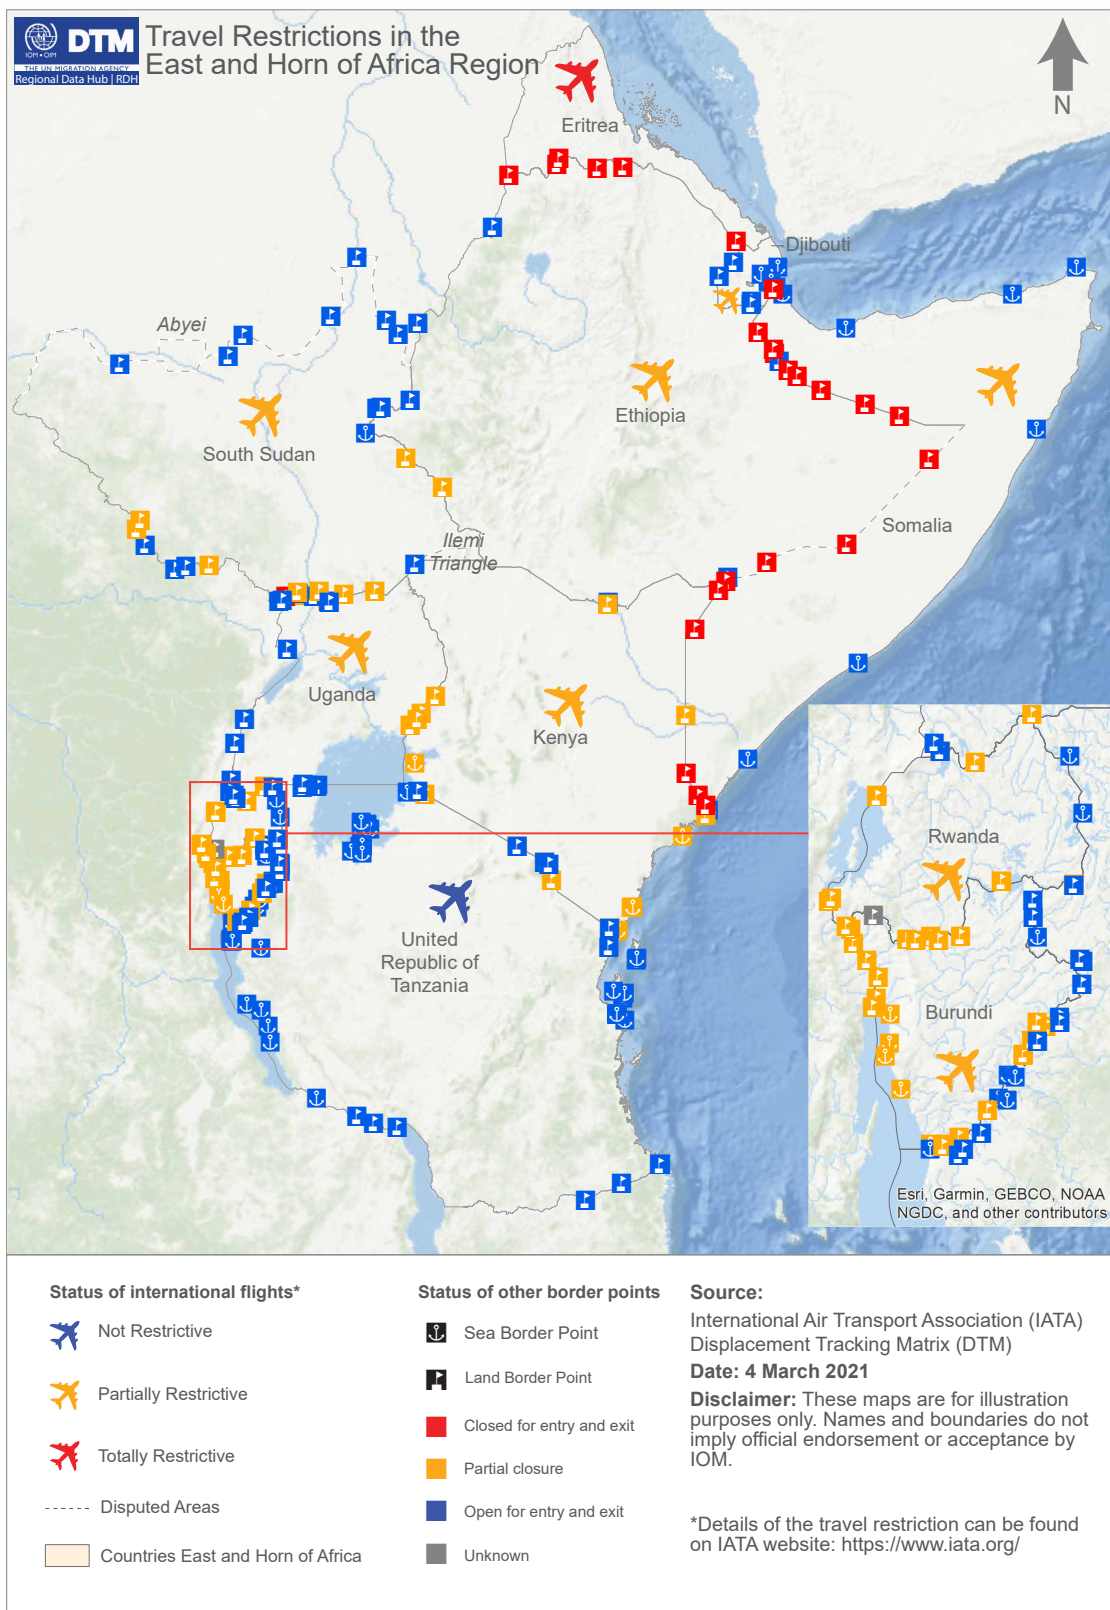 IOM • OIM
DTM
THE UN MIGRATION AGENCY
Regional Data Hub | RDH
Travel Restrictions in the
East and Horn of Africa Region
N
Eritrea
Djibouti
Abyei
Ethiopia
South Sudan
Somalia
Ilemi
Triangle
Uganda
Kenya
Rwanda
United
Republic of
Tanzania
Burundi
Esri, Garmin, GEBCO, NOAA
NGDC, and other contributors
Status of international flights*
Not Restrictive
Partially Restrictive
Totally Restrictive
Disputed Areas
Countries East and Horn of Africa
Status of other border points
Sea Border Point
Land Border Point
Closed for entry and exit
Partial closure
Open for entry and exit
Unknown
Source:
International Air Transport Association (IATA)
Displacement Tracking Matrix (DTM)
Date: 4 March 2021
Disclaimer: These maps are for illustration
purposes only. Names and boundaries do not
imply official endorsement or acceptance by
IOM.
*Details of the travel restriction can be found
on IATA website: https://www.iata.org/